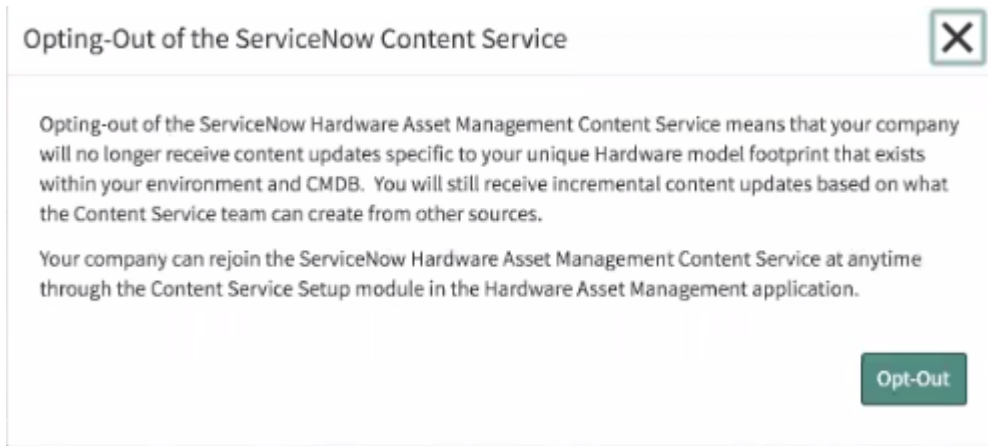 Opting-Out of the ServiceNow Content Service
Opting-out of the ServiceNow Hardware Asset Management Content Service means that your company
will no longer receive content updates specific to your unique Hardware model footprint that exists
within your environment and CMDB. You will still receive incremental content updates based on what
the Content Service team can create from other sources.
Your company can rejoin the ServiceNow Hardware Asset Management Content Service at anytime
through the Content Service Setup module in the Hardware Asset Management application.
Opt-Out